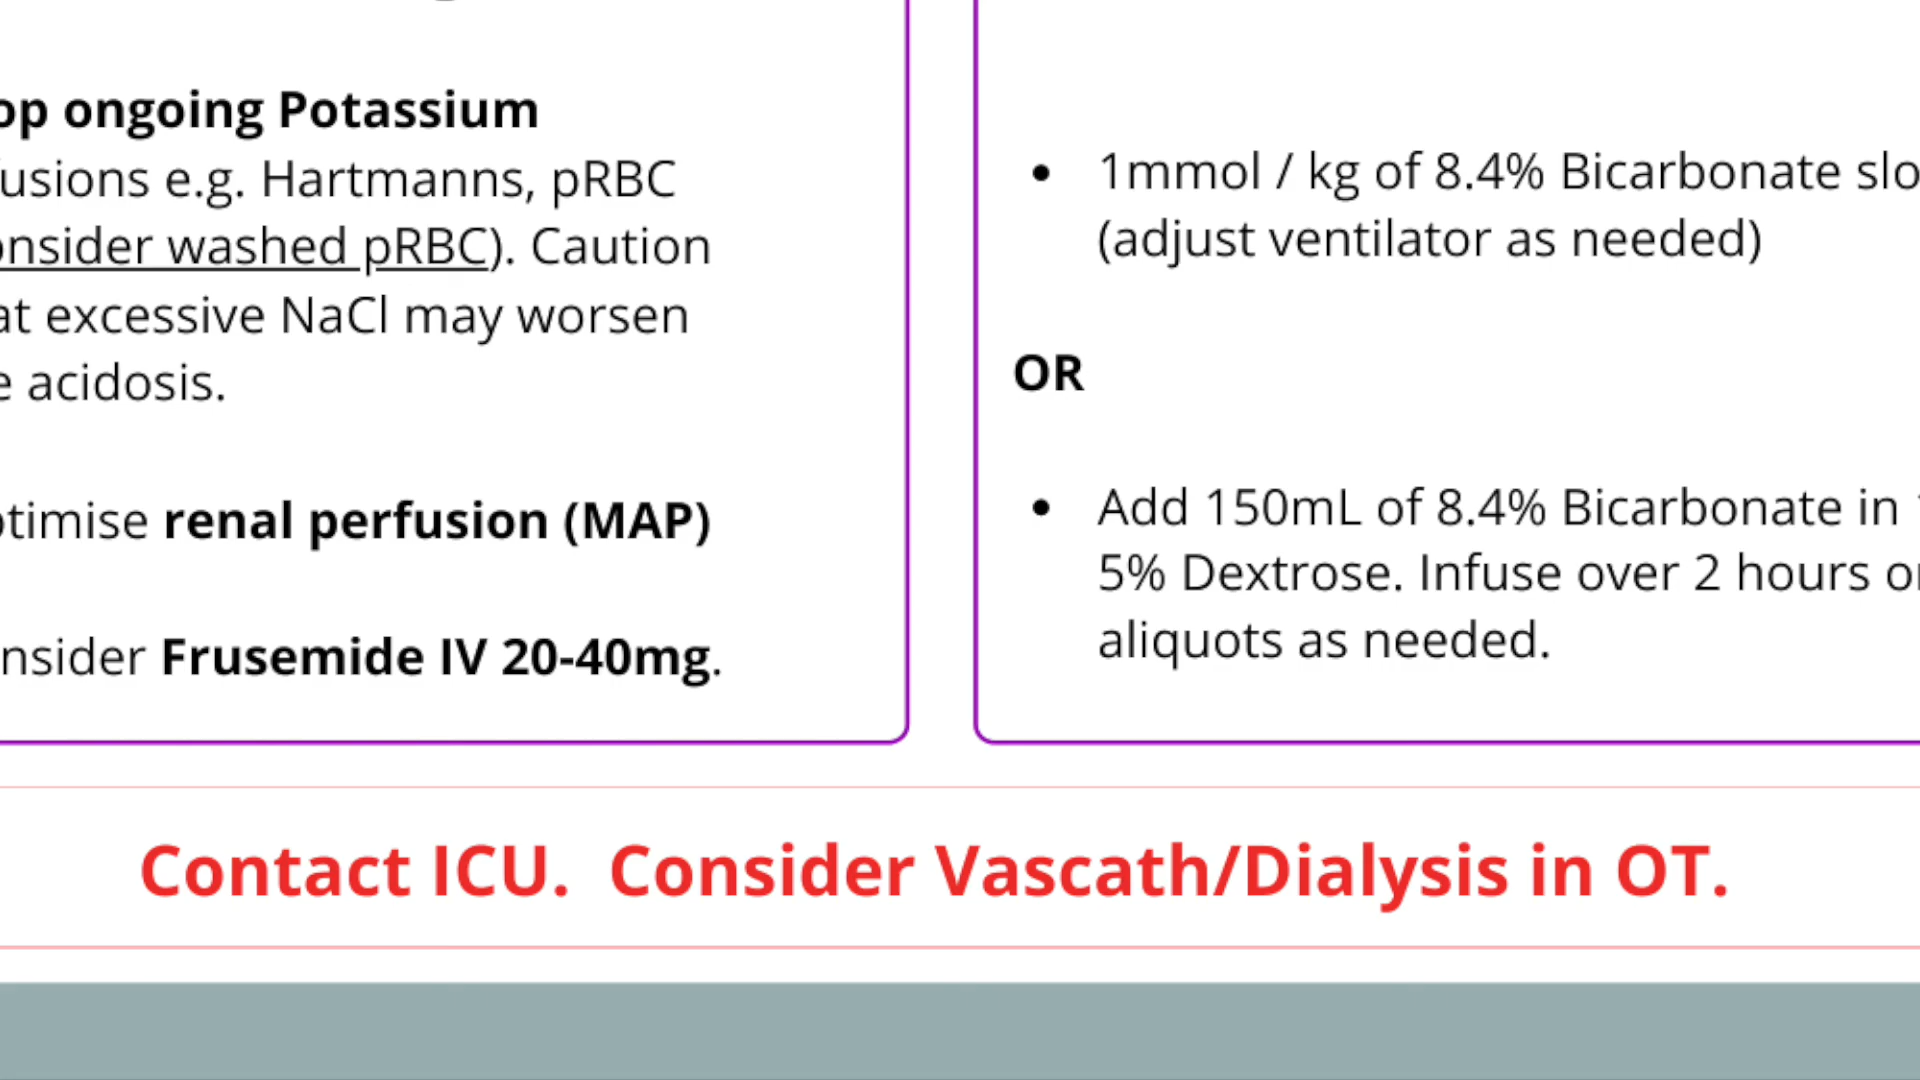 op ongoing Potassium
usions e.g. Hartmanns, pRBC
onsider washed pRBC). Caution
at excessive NaCl may worsen
e acidosis.
otimise renal perfusion (MAP)
nsider Frusemide IV 20-40mg.
1mmol / kg of 8.4% Bicarbonate slo
(adjust ventilator as needed)
OR
Add 150mL of 8.4% Bicarbonate in
5% Dextrose. Infuse over 2 hours or
aliquots as needed.
Contact ICU. Consider Vascath/Dialysis in OT.